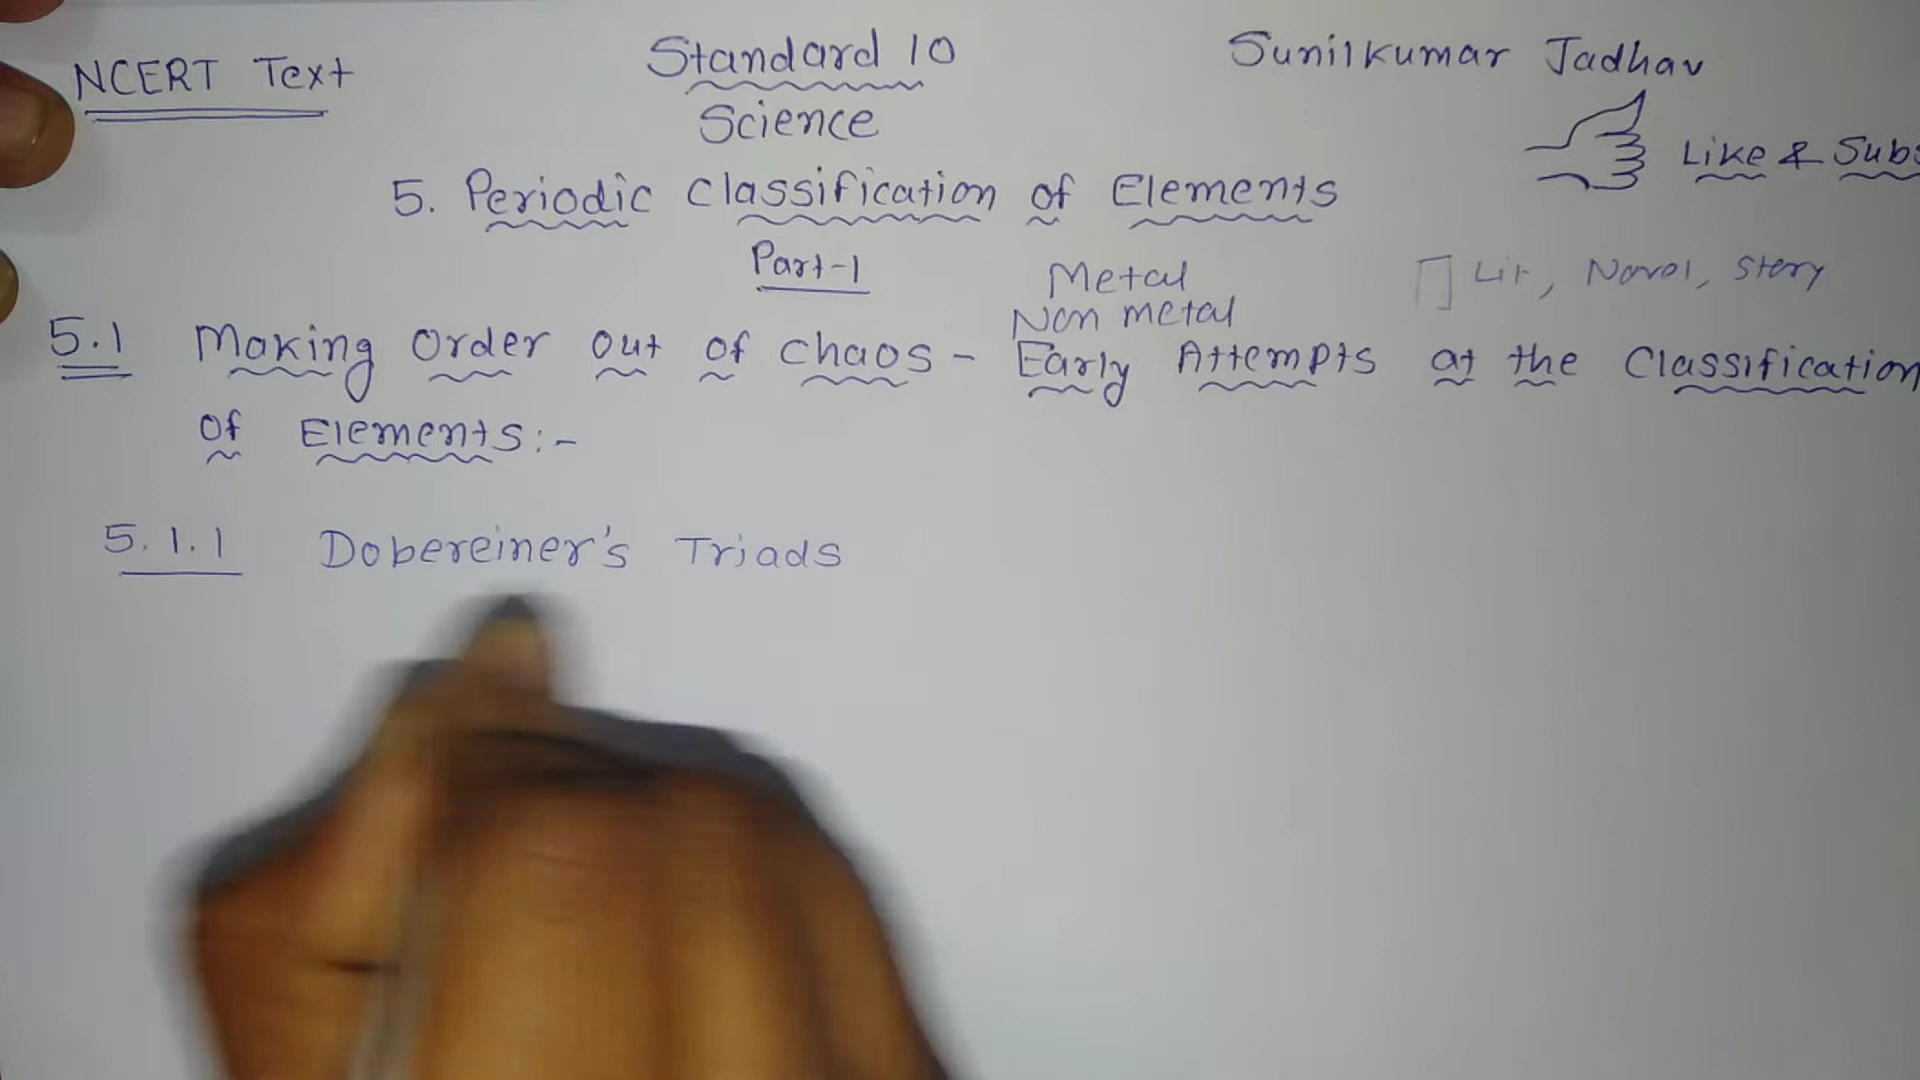 NCERT Text
Standard 10
Sunilkumar Jadhav
Science
Like & Subs
5. Periodic Classification of Elements
Part-1
Metal
Non metal
Lit, Novel, Story
5.1 Making Order out of chaos - Early Attempts at the Classification
of Elements:-
5.1.1 Dobereiner's Triads